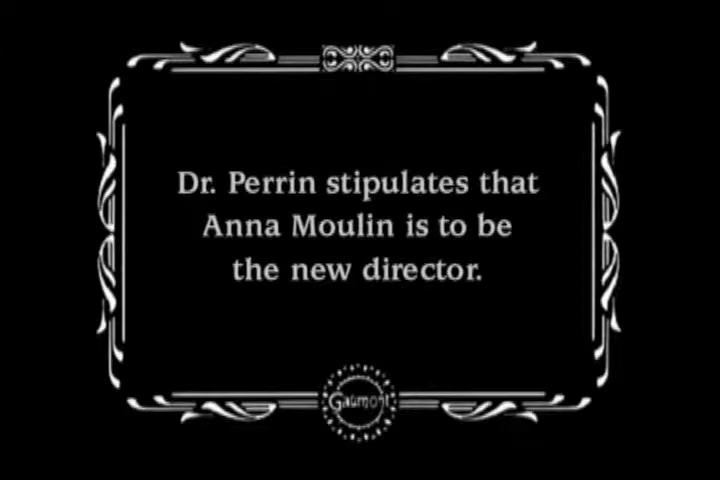 Dr. Perrin stipulates that
Anna Moulin is to be
the new director.
Gaumont